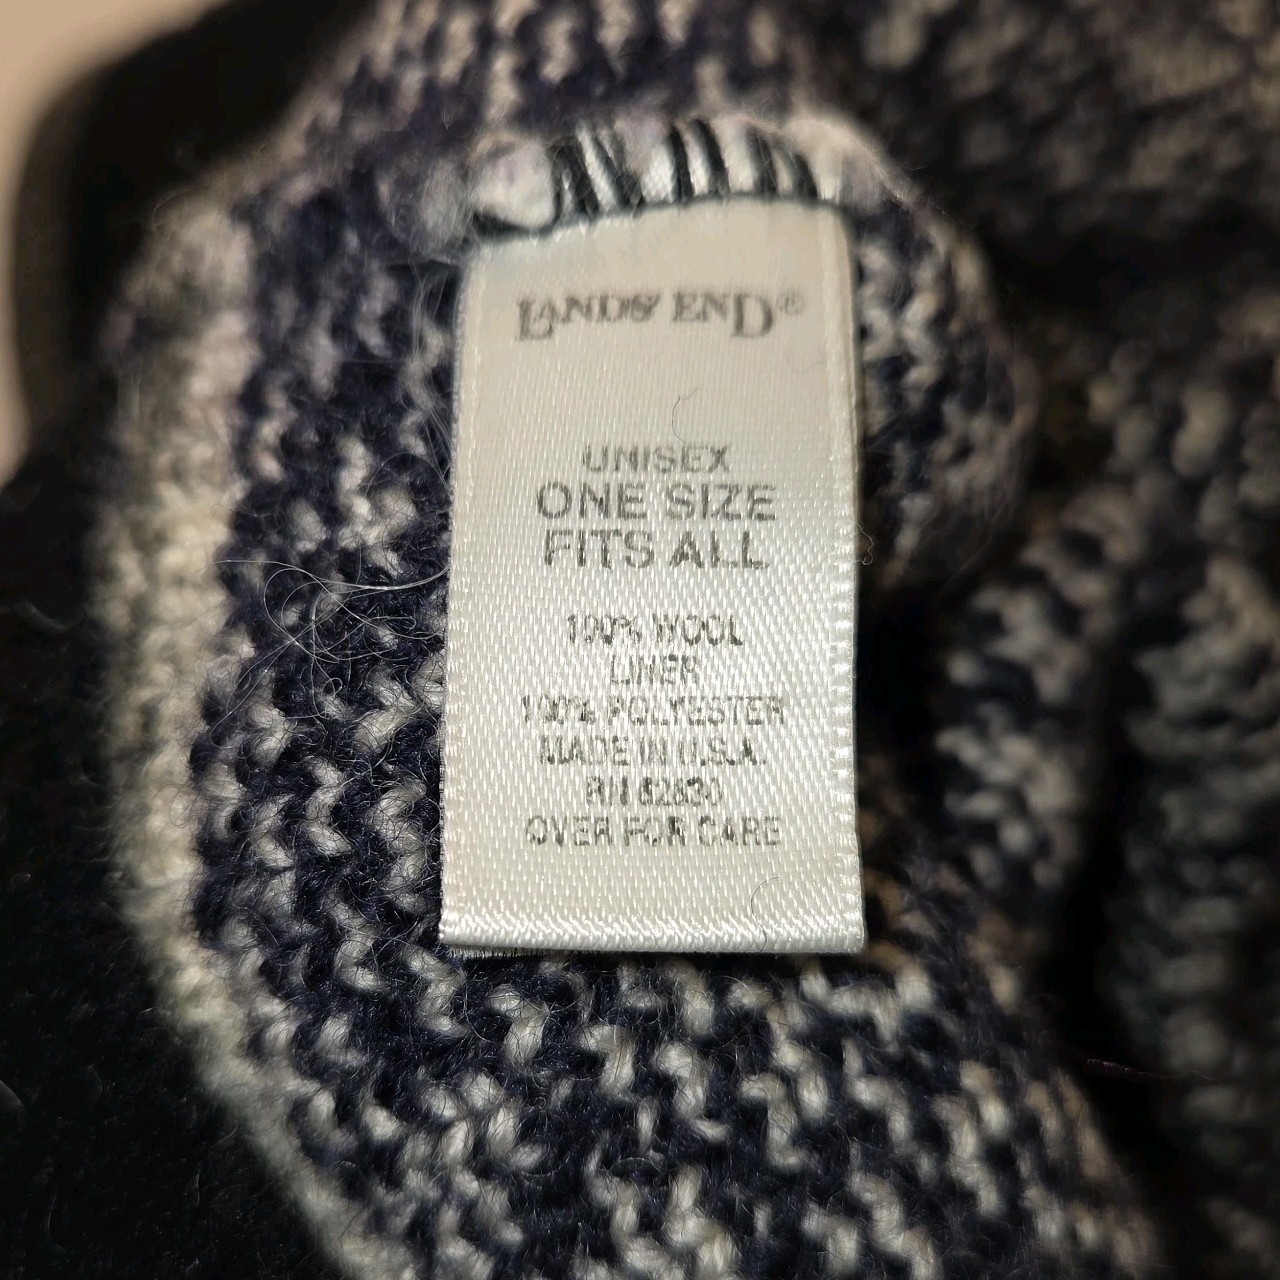 LANDS' END®
UNISEX
ONE SIZE
FITS ALL
100% WOOL
LINER
100% POLYESTER
MADE IN U.S.A.
RN 62830
OVER FOR CARE